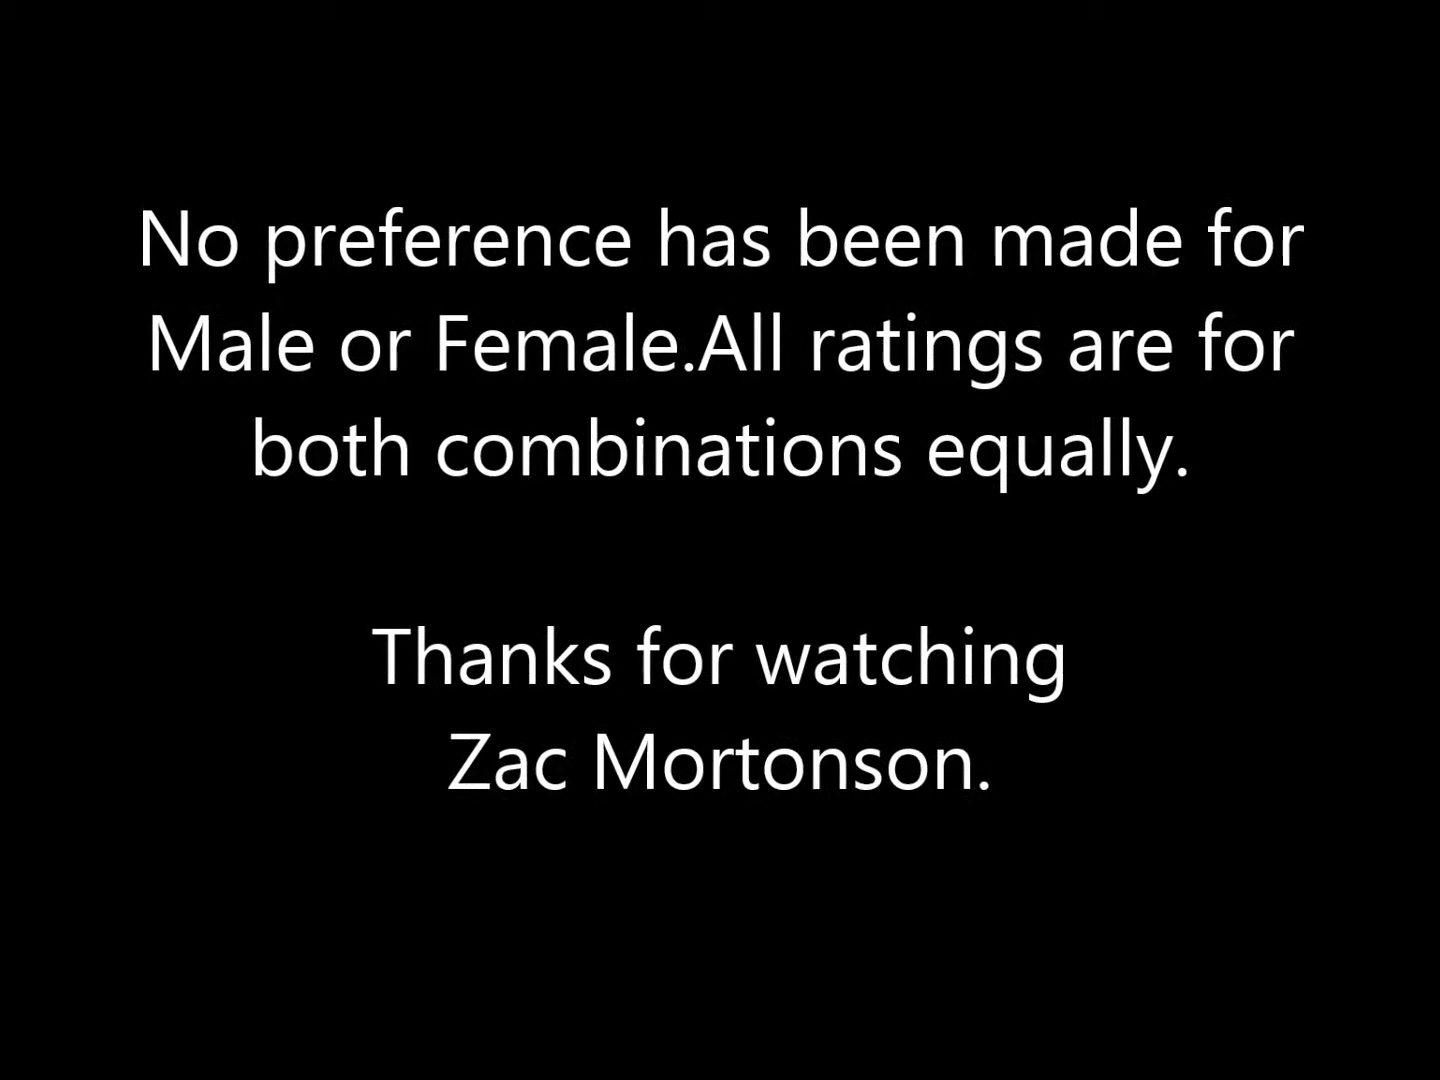 No preference has been made for
Male or Female.All ratings are for
both combinations equally.
Thanks for watching
Zac Mortonson.